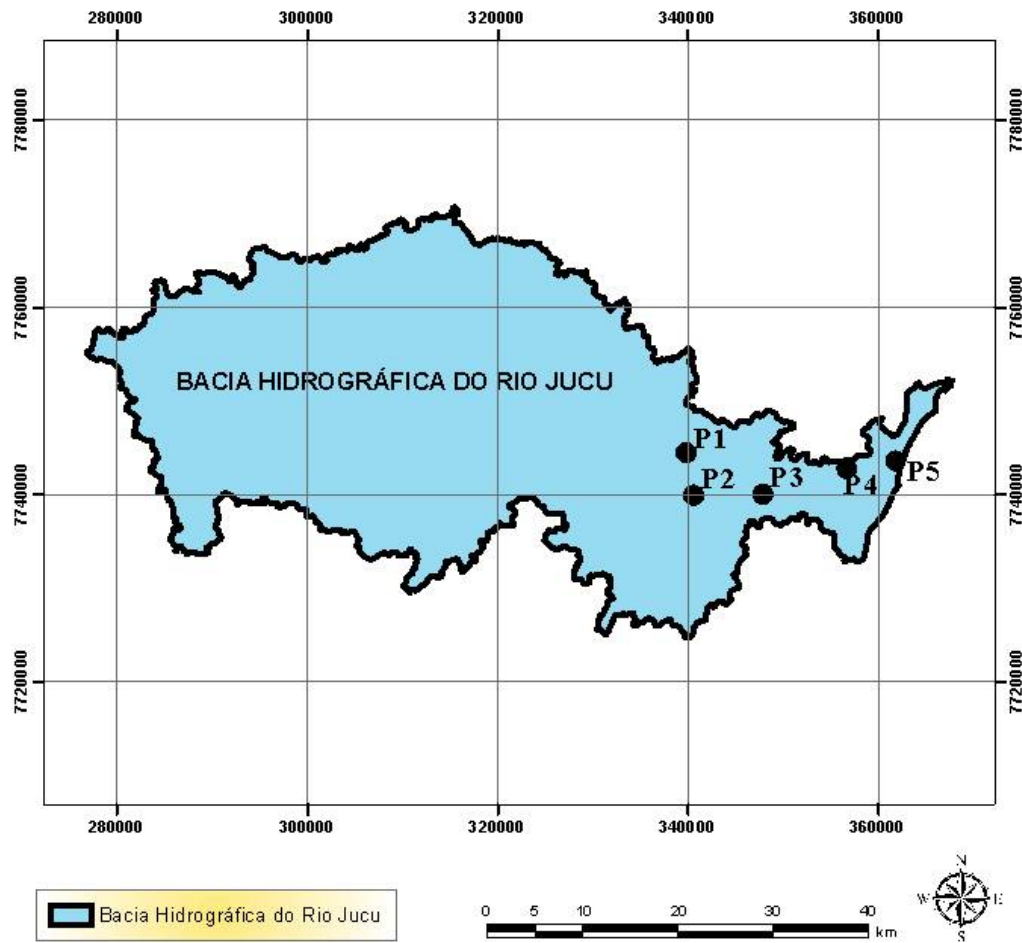 280000 300000 320000 340000 360000
7780000 7780000
7760000 7760000
BACIA HIDROGRÁFICA DO RIO JUCU
P1
P2 P3 P4 P5
7740000 7740000
7720000 7720000
280000 300000 320000 340000 360000
N
W E
S
Bacia Hidrográfica do Rio Jucu
0 5 10 20 30 40
km